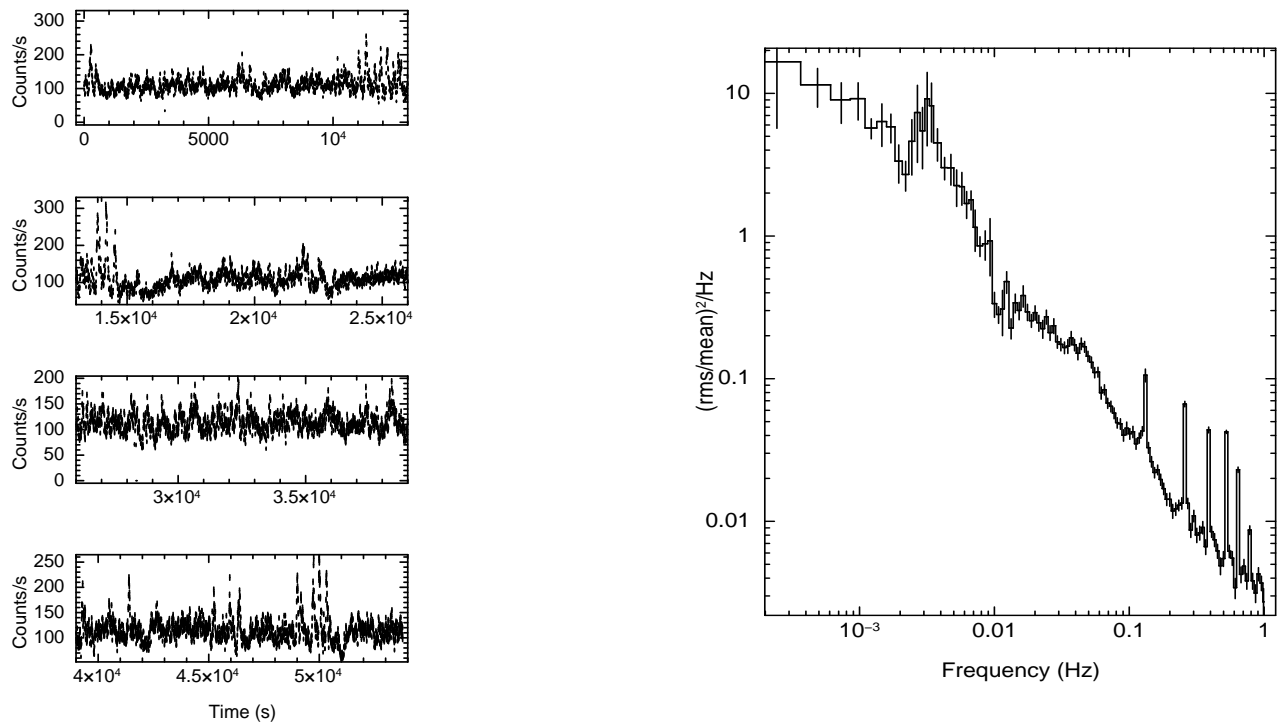 300
200
100
0
Counts/s
0 5000 10⁴
300
200
100
Counts/s
1.5×10⁴ 2×10⁴ 2.5×10⁴
200
150
100
50
0
Counts/s
3×10⁴ 3.5×10⁴
250
200
150
100
Counts/s
4×10⁴ 4.5×10⁴ 5×10⁴
Time (s)
10
1
0.1
0.01
(rms/mean)²/Hz
10⁻³ 0.01 0.1 1
Frequency (Hz)